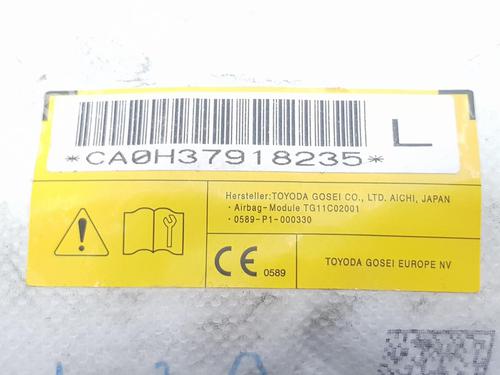 *CA0H37918235*
L
Hersteller:TOYODA GOSEI CO., LTD. AICHI, JAPAN
· Airbag-Module TG11C02001
· 0589-P1-000330
CE 0589
TOYODA GOSEI EUROPE NV